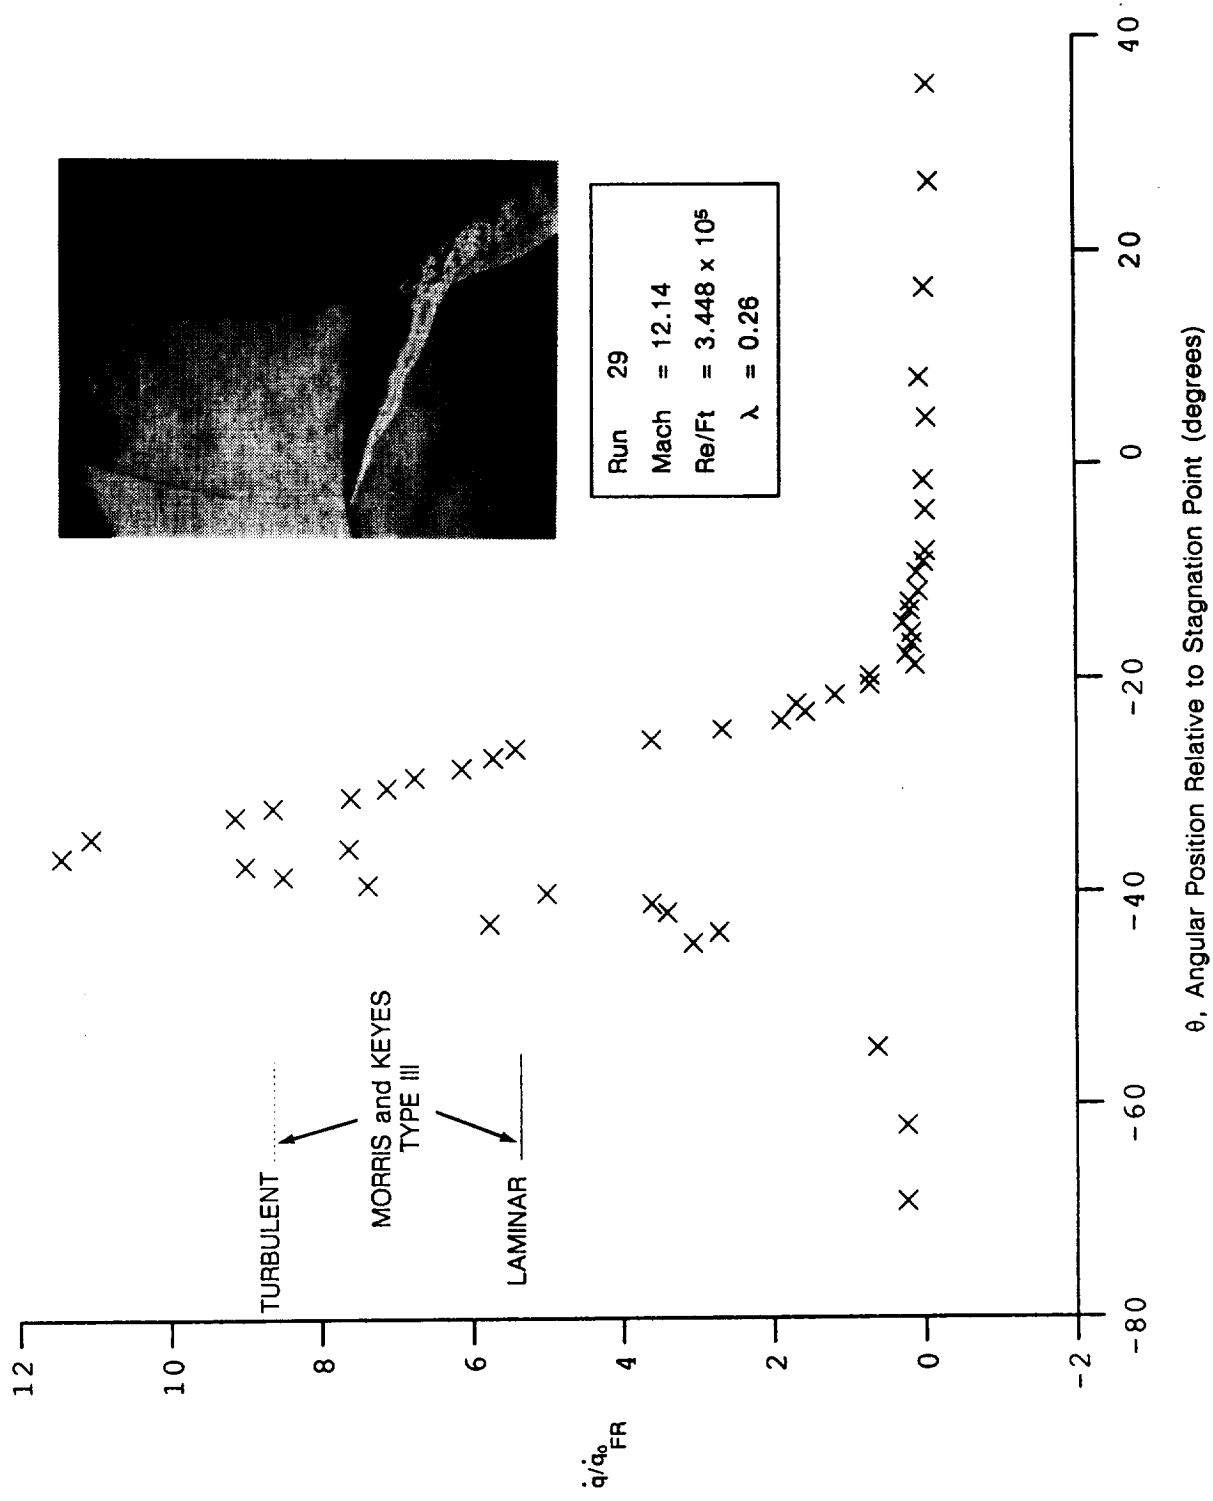 12
10
8
6
4
2
0
-2
q̇/q̇₀FR
TURBULENT
MORRIS and KEYES
TYPE III
LAMINAR
Run 29
Mach = 12.14
Re/Ft = 3.448 x 10⁵
λ = 0.26
-80 -60 -40 -20 0 20 40
θ, Angular Position Relative to Stagnation Point (degrees)